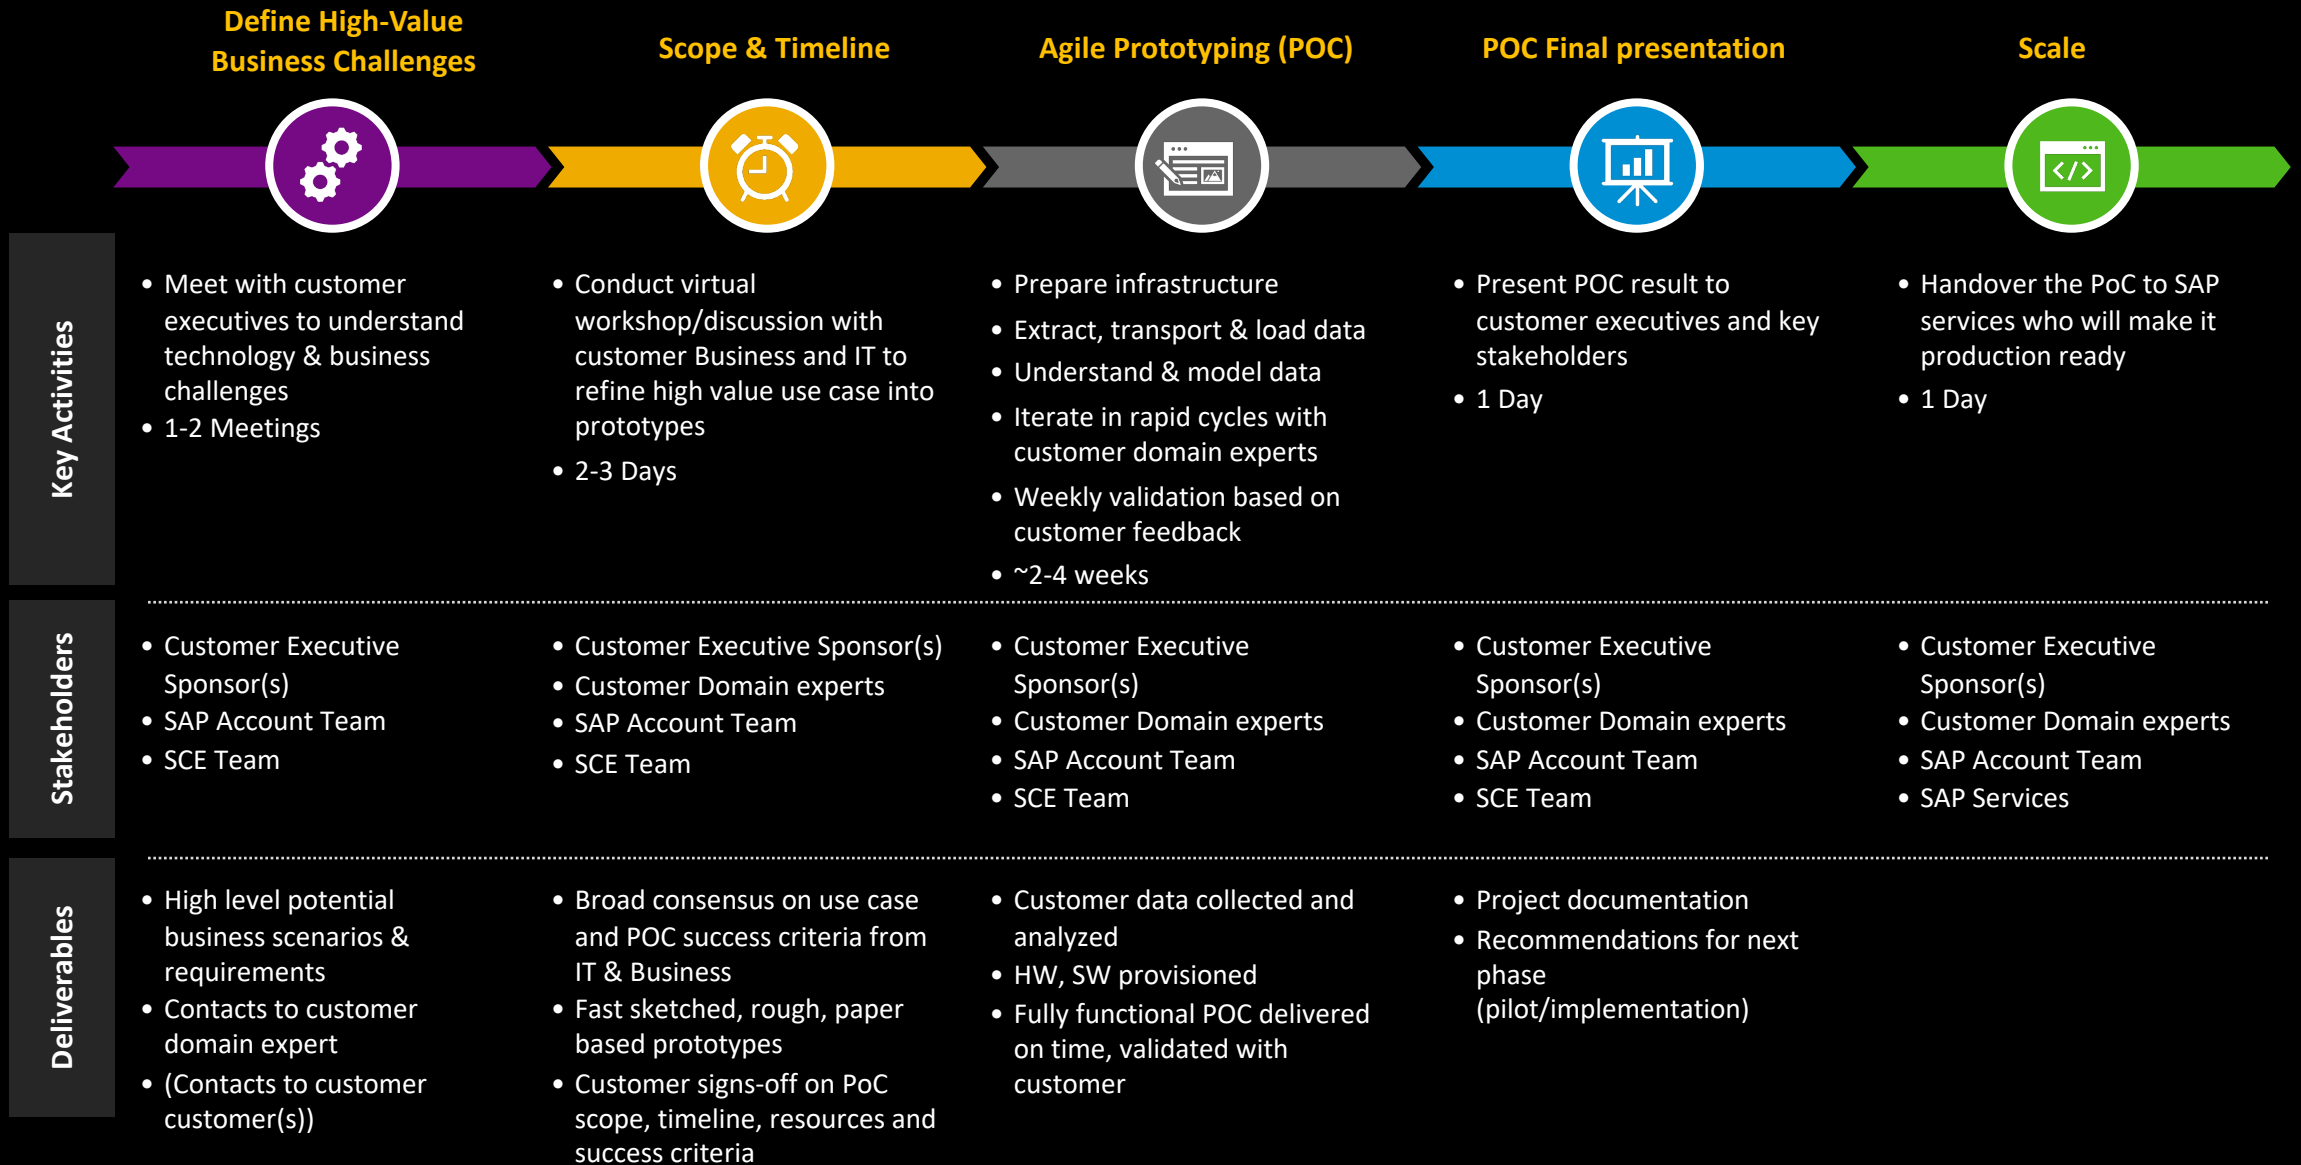 Define High-Value
Business Challenges
Scope & Timeline
Agile Prototyping (POC)
POC Final presentation
Scale
</>
Key Activities
• Meet with customer
executives to understand
technology & business
challenges
• 1-2 Meetings
• Conduct virtual
workshop/discussion with
customer Business and IT to
refine high value use case into
prototypes
• 2-3 Days
• Prepare infrastructure
• Extract, transport & load data
• Understand & model data
• Iterate in rapid cycles with
customer domain experts
• Weekly validation based on
customer feedback
• ~2-4 weeks
• Present POC result to
customer executives and key
stakeholders
• 1 Day
• Handover the PoC to SAP
services who will make it
production ready
• 1 Day
Stakeholders
• Customer Executive
Sponsor(s)
• SAP Account Team
• SCE Team
• Customer Executive Sponsor(s)
• Customer Domain experts
• SAP Account Team
• SCE Team
• Customer Executive
Sponsor(s)
• Customer Domain experts
• SAP Account Team
• SCE Team
• Customer Executive
Sponsor(s)
• Customer Domain experts
• SAP Account Team
• SCE Team
• Customer Executive
Sponsor(s)
• Customer Domain experts
• SAP Account Team
• SAP Services
Deliverables
• High level potential
business scenarios &
requirements
• Contacts to customer
domain expert
• (Contacts to customer
customer(s))
• Broad consensus on use case
and POC success criteria from
IT & Business
• Fast sketched, rough, paper
based prototypes
• Customer signs-off on PoC
scope, timeline, resources and
success criteria
• Customer data collected and
analyzed
• HW, SW provisioned
• Fully functional POC delivered
on time, validated with
customer
• Project documentation
• Recommendations for next
phase
(pilot/implementation)